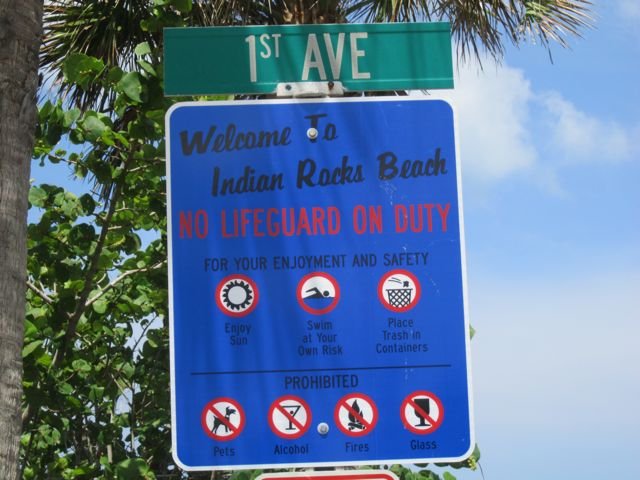 1ST AVE
Welcome To
Indian Rocks Beach
NO LIFEGUARD ON DUTY
FOR YOUR ENJOYMENT AND SAFETY
Enjoy
Sun
Swim
at Your
Own Risk
Place
Trash in
Containers
PROHIBITED
Pets
Alcohol
Fires
Glass